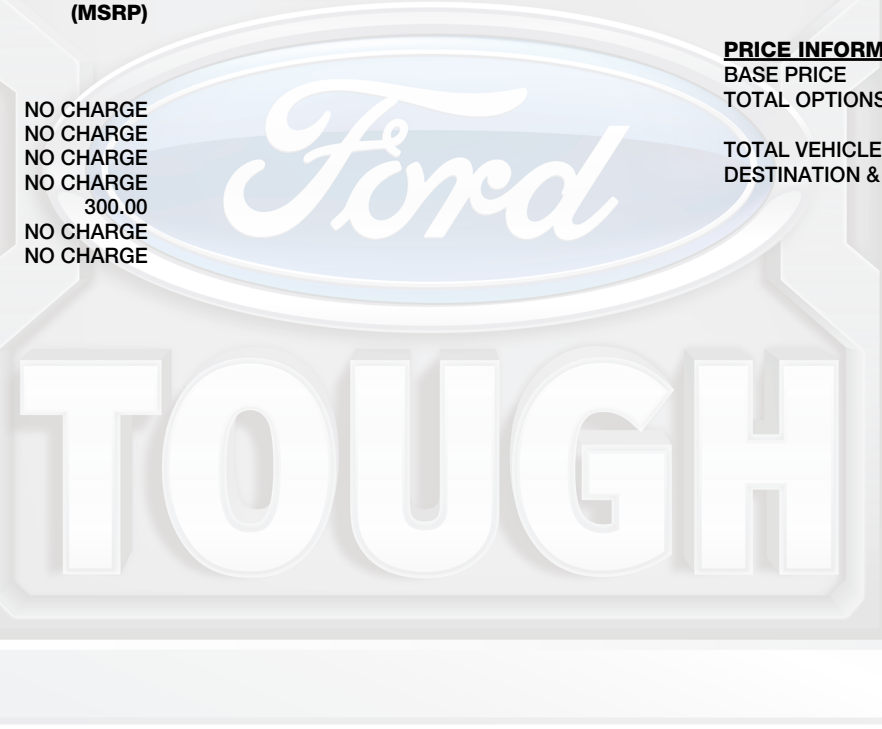 (MSRP)
NO CHARGE
NO CHARGE
NO CHARGE
NO CHARGE
300.00
NO CHARGE
NO CHARGE
PRICE INFORM
BASE PRICE
TOTAL OPTIONS
TOTAL VEHICLE
DESTINATION &
Ford
TOUGH